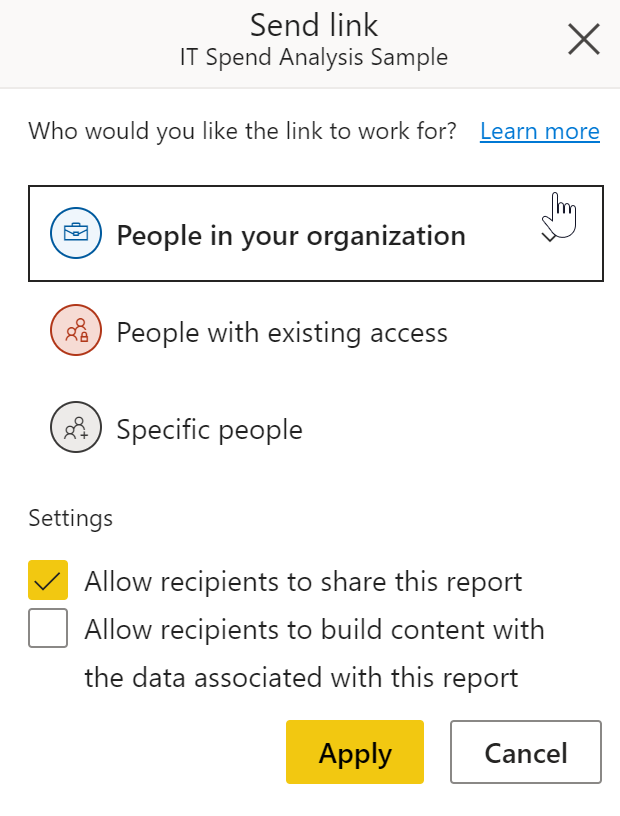 Send link
IT Spend Analysis Sample
Who would you like the link to work for? Learn more
People in your organization
People with existing access
Specific people
Settings
Allow recipients to share this report
Allow recipients to build content with
the data associated with this report
Apply Cancel